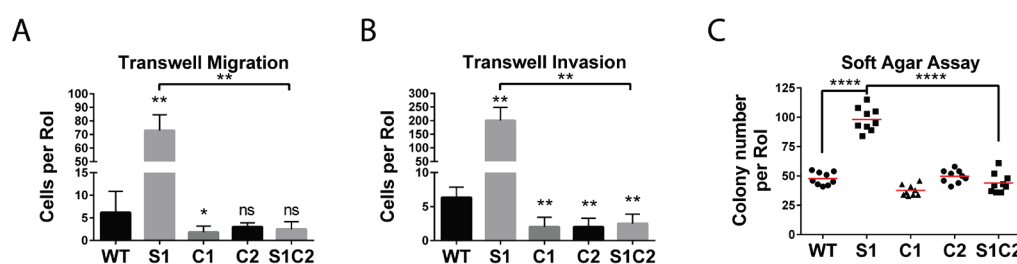 A
Transwell Migration
**
Cells per RoI
100
90
80
70
60
50
15
10
5
0
**
*
ns
ns
WT S1 C1 C2 S1C2
B
Transwell Invasion
**
Cells per RoI
300
250
200
150
100
50
10
5
0
**
**
**
**
WT S1 C1 C2 S1C2
C
Soft Agar Assay
**** ****
Colony number
per RoI
125
100
75
50
25
0
WT S1 C1 C2 S1C2